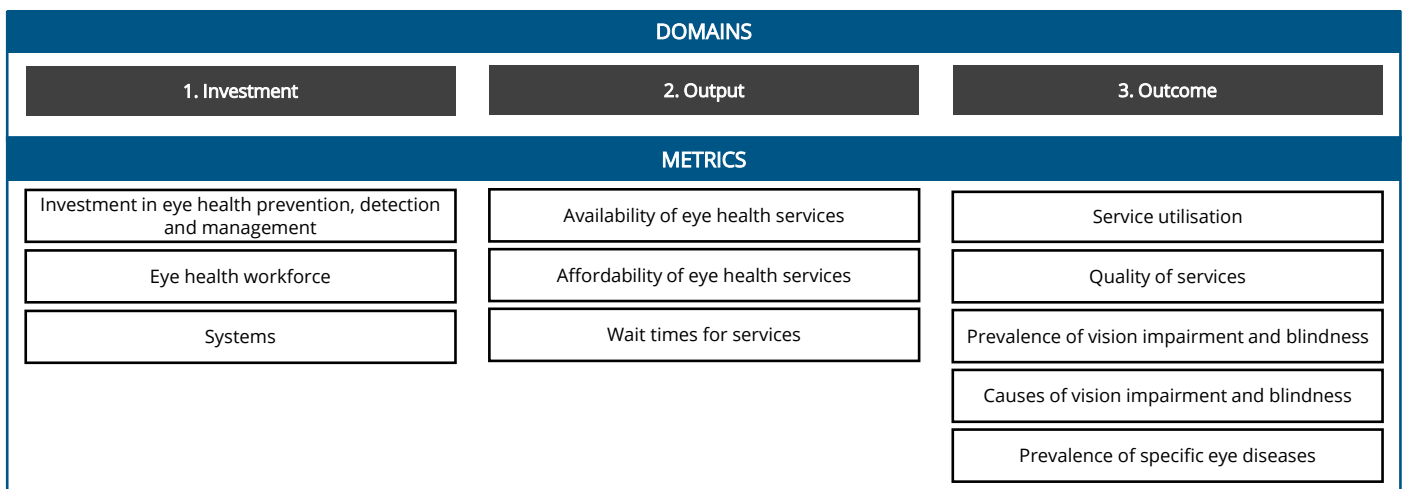 DOMAINS
1. Investment
2. Output
3. Outcome
METRICS
Investment in eye health prevention, detection
and management
Eye health workforce
Systems
Availability of eye health services
Affordability of eye health services
Wait times for services
Service utilisation
Quality of services
Prevalence of vision impairment and blindness
Causes of vision impairment and blindness
Prevalence of specific eye diseases